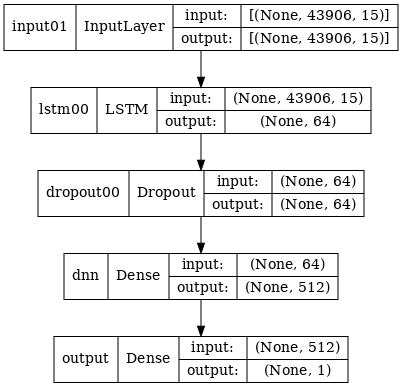 input01 InputLayer input: [(None, 43906, 15)]
output: [(None, 43906, 15)]
lstm00 LSTM input: (None, 43906, 15)
output: (None, 64)
dropout00 Dropout input: (None, 64)
output: (None, 64)
dnn Dense input: (None, 64)
output: (None, 512)
output Dense input: (None, 512)
output: (None, 1)